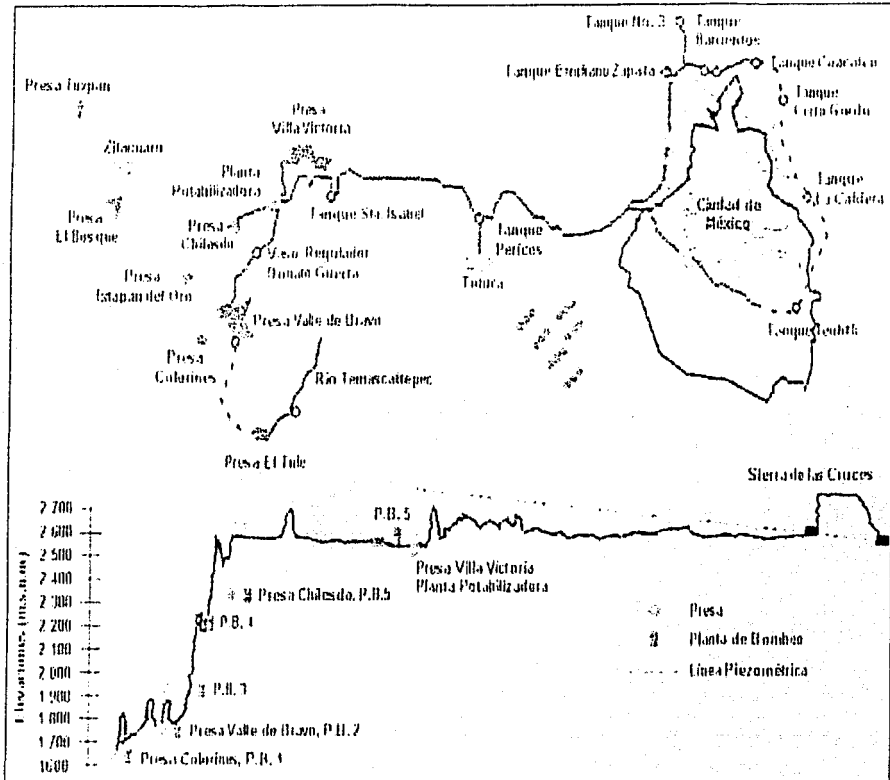 Tanque No. 3
Tanque
Barrientos
Tanque Emiliano Zapata
Tanque Coacalco
Presa Tuxpan
Tanque
Cerro Gordo
Presa
Villa Victoria
Zitácuaro
Planta
Potabilizadora
Tanque
La Caldera
Presa
El Bosque
Presa
Chilesdo
Tanque Sta. Isabel
Ciudad de
México
Tanque
Pericos
Vaso Regulador
Donato Guerra
Toluca
Presa
Ixtapan del Oro
Presa Valle de Bravo
Tanque Teuhtli
Presa
Colorines
Río Temascaltepec
Presa El Tule
Sierra de las Cruces
Elevaciones (m.s.n.m)
2 700
2 600
2 500
2 400
2 300
2 200
2 100
2 000
1 900
1 800
1 700
1600
P.B. 5
Presa Villa Victoria
Planta Potabilizadora
Presa Chilesdo, P.B.5
P.B. 4
P.B. 3
Presa Valle de Bravo, P.B. 2
Presa Colorines, P.B. 1
Presa
Planta de Bombeo
Línea Piezométrica